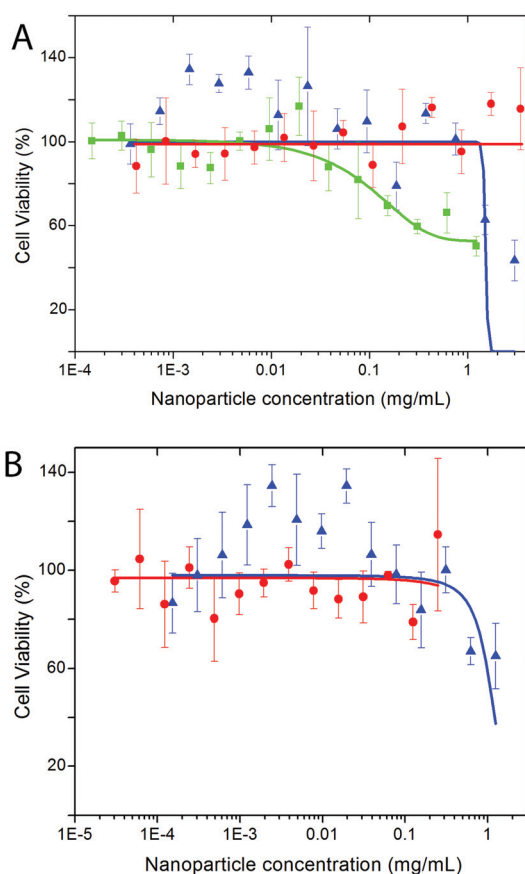 A
Cell Viability (%)
140
100
60
20
1E-4
1E-3
0.01
0.1
1
Nanoparticle concentration (mg/mL)
B
Cell Viability (%)
140
100
60
20
1E-5
1E-4
1E-3
0.01
0.1
1
Nanoparticle concentration (mg/mL)